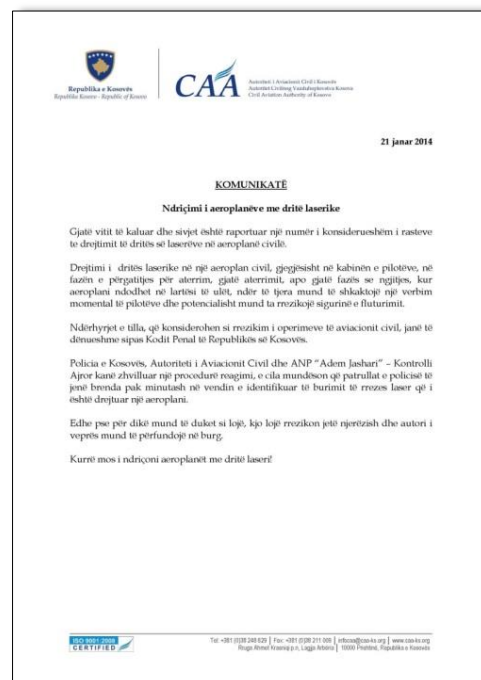 Republika e Kosovës
Republika Kosova - Republic of Kosovo
CAA
Autoriteti i Aviacionit Civil i Kosovës
Autoritet Civilnog Vazduhoplovstva Kosova
Civil Aviation Authority of Kosovo
21 janar 2014
KOMUNIKATË
Ndriçimi i aeroplanëve me dritë laserike
Gjatë vitit të kaluar dhe sivjet është raportuar një numër i konsiderueshëm i rasteve
te drejtimit të dritës së laserëve në aeroplanë civilë.
Drejtimi i dritës laserike në një aeroplan civil, gjegjësisht në kabinën e pilotëve, në
fazën e përgatitjes për aterrim, gjatë aterrimit, apo gjatë fazës se ngjitjes, kur
aeroplani ndodhet në lartësi të ulët, ndër të tjera mund të shkaktojë një verbim
momental të pilotëve dhe potencialisht mund ta rrezikojë sigurinë e fluturimit.
Ndërhyrjet e tilla, që konsiderohen si rrezikim i operimeve të aviacionit civil, janë të
dënueshme sipas Kodit Penal të Republikës së Kosovës.
Policia e Kosovës, Autoriteti i Aviacionit Civil dhe ANP "Adem Jashari" – Kontrolli
Ajror kanë zhvilluar një procedurë reagimi, e cila mundëson që patrullat e policisë të
jenë brenda pak minutash në vendin e identifikuar të burimit të rrezes laser që i
është drejtuar një aeroplani.
Edhe pse për dikë mund të duket si lojë, kjo lojë rrezikon jetë njerëzish dhe autori i
veprës mund të përfundojë në burg.
Kurrë mos i ndriçoni aeroplanët me dritë laseri!
ISO 9001:2008
CERTIFIED